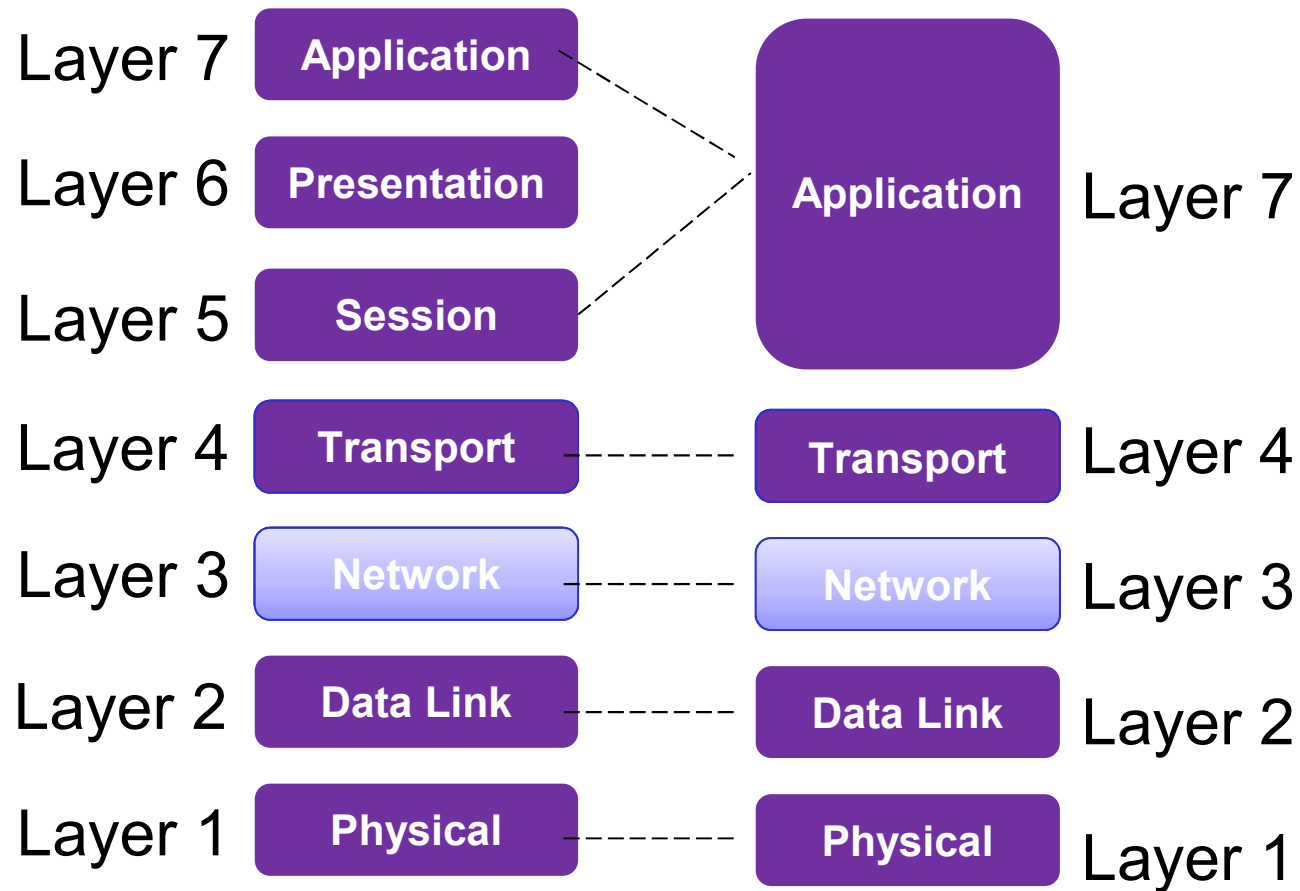 Layer 7 Application
Layer 6 Presentation
Layer 5 Session
Layer 4 Transport
Layer 3 Network
Layer 2 Data Link
Layer 1 Physical
Application Layer 7
Transport Layer 4
Network Layer 3
Data Link Layer 2
Physical Layer 1